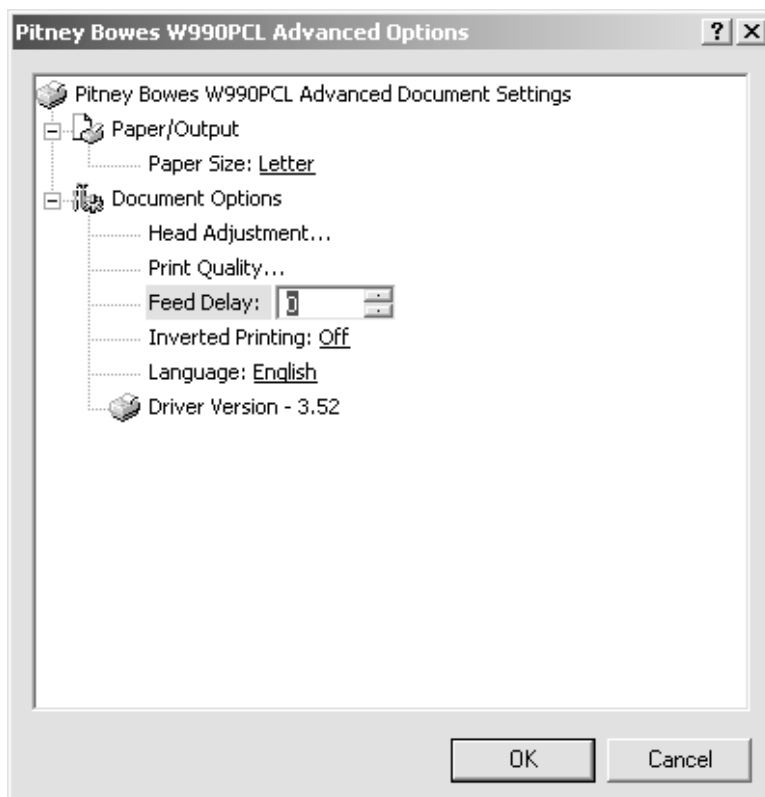 Pitney Bowes W990PCL Advanced Options
Pitney Bowes W990PCL Advanced Document Settings
Paper/Output
Paper Size: Letter
Document Options
Head Adjustment...
Print Quality...
Feed Delay: 0
Inverted Printing: Off
Language: English
Driver Version - 3.52
OK Cancel